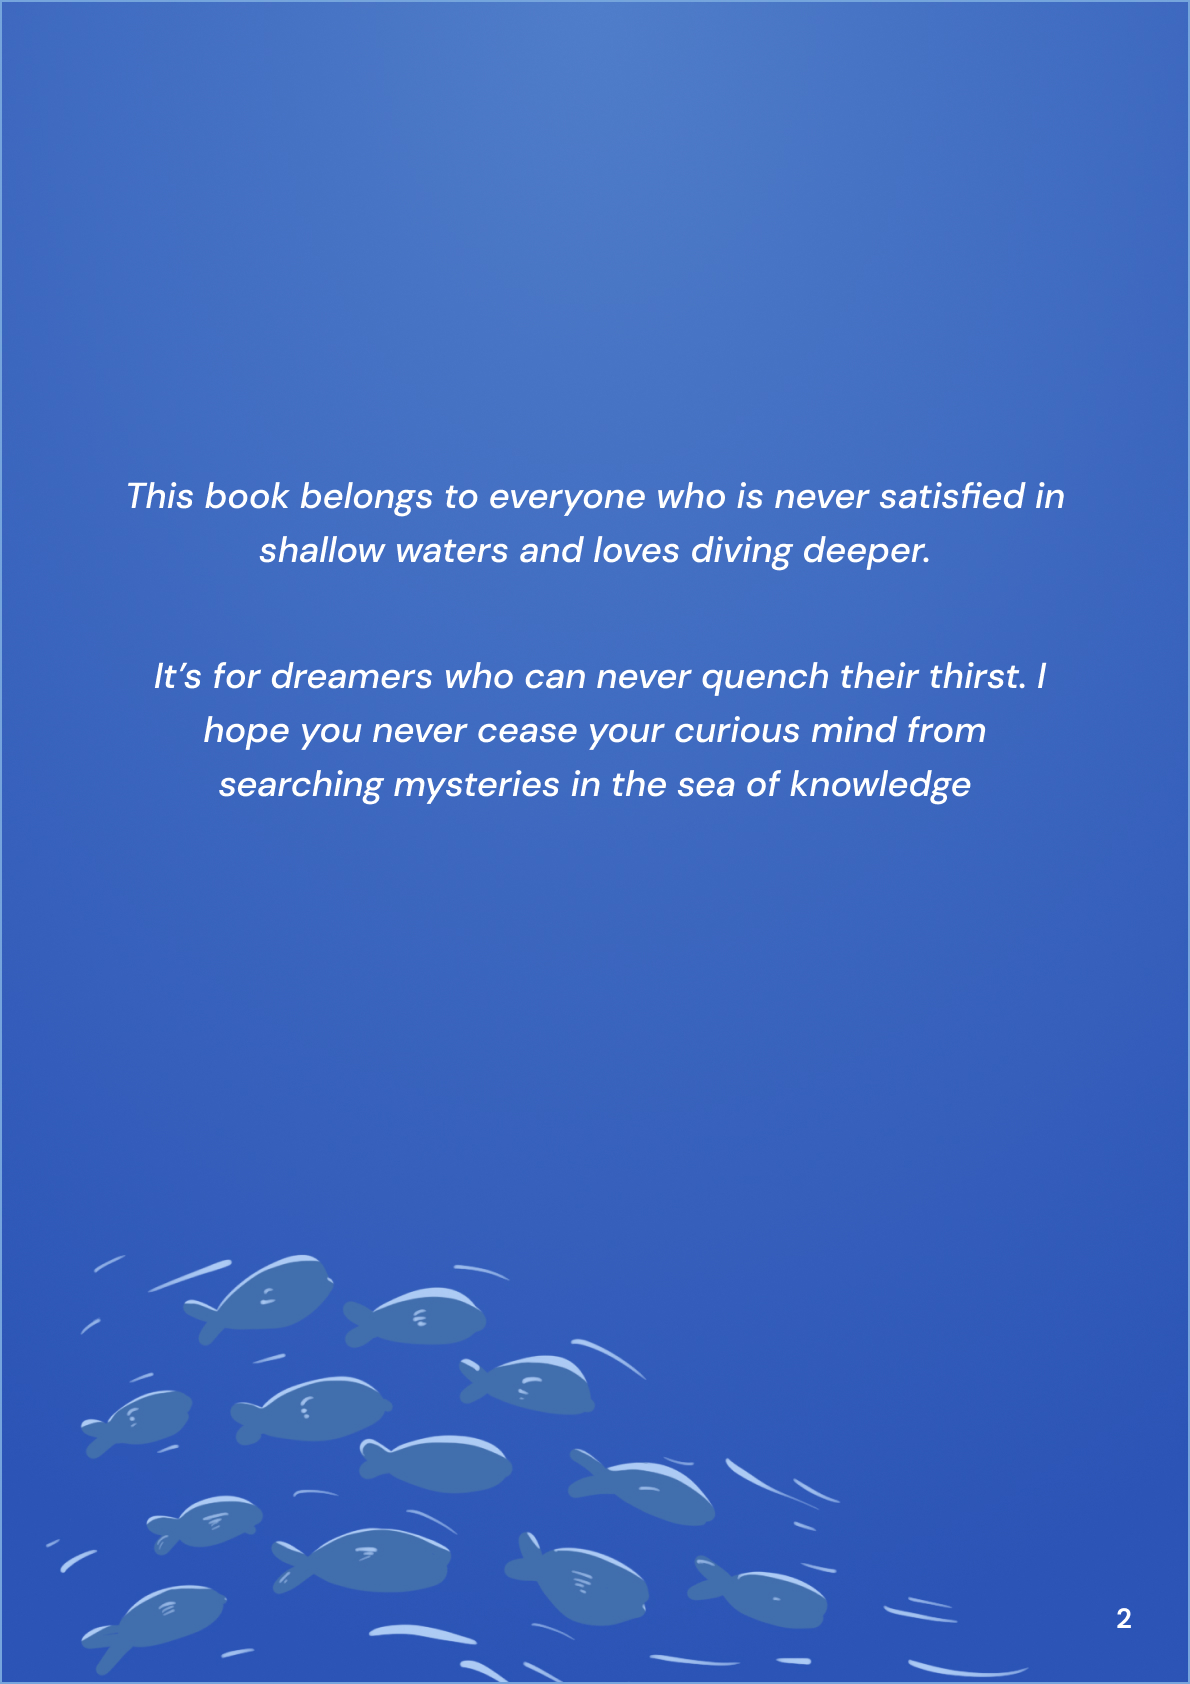 This book belongs to everyone who is never satisfied in
shallow waters and loves diving deeper.
It’s for dreamers who can never quench their thirst. I
hope you never cease your curious mind from
searching mysteries in the sea of knowledge
2